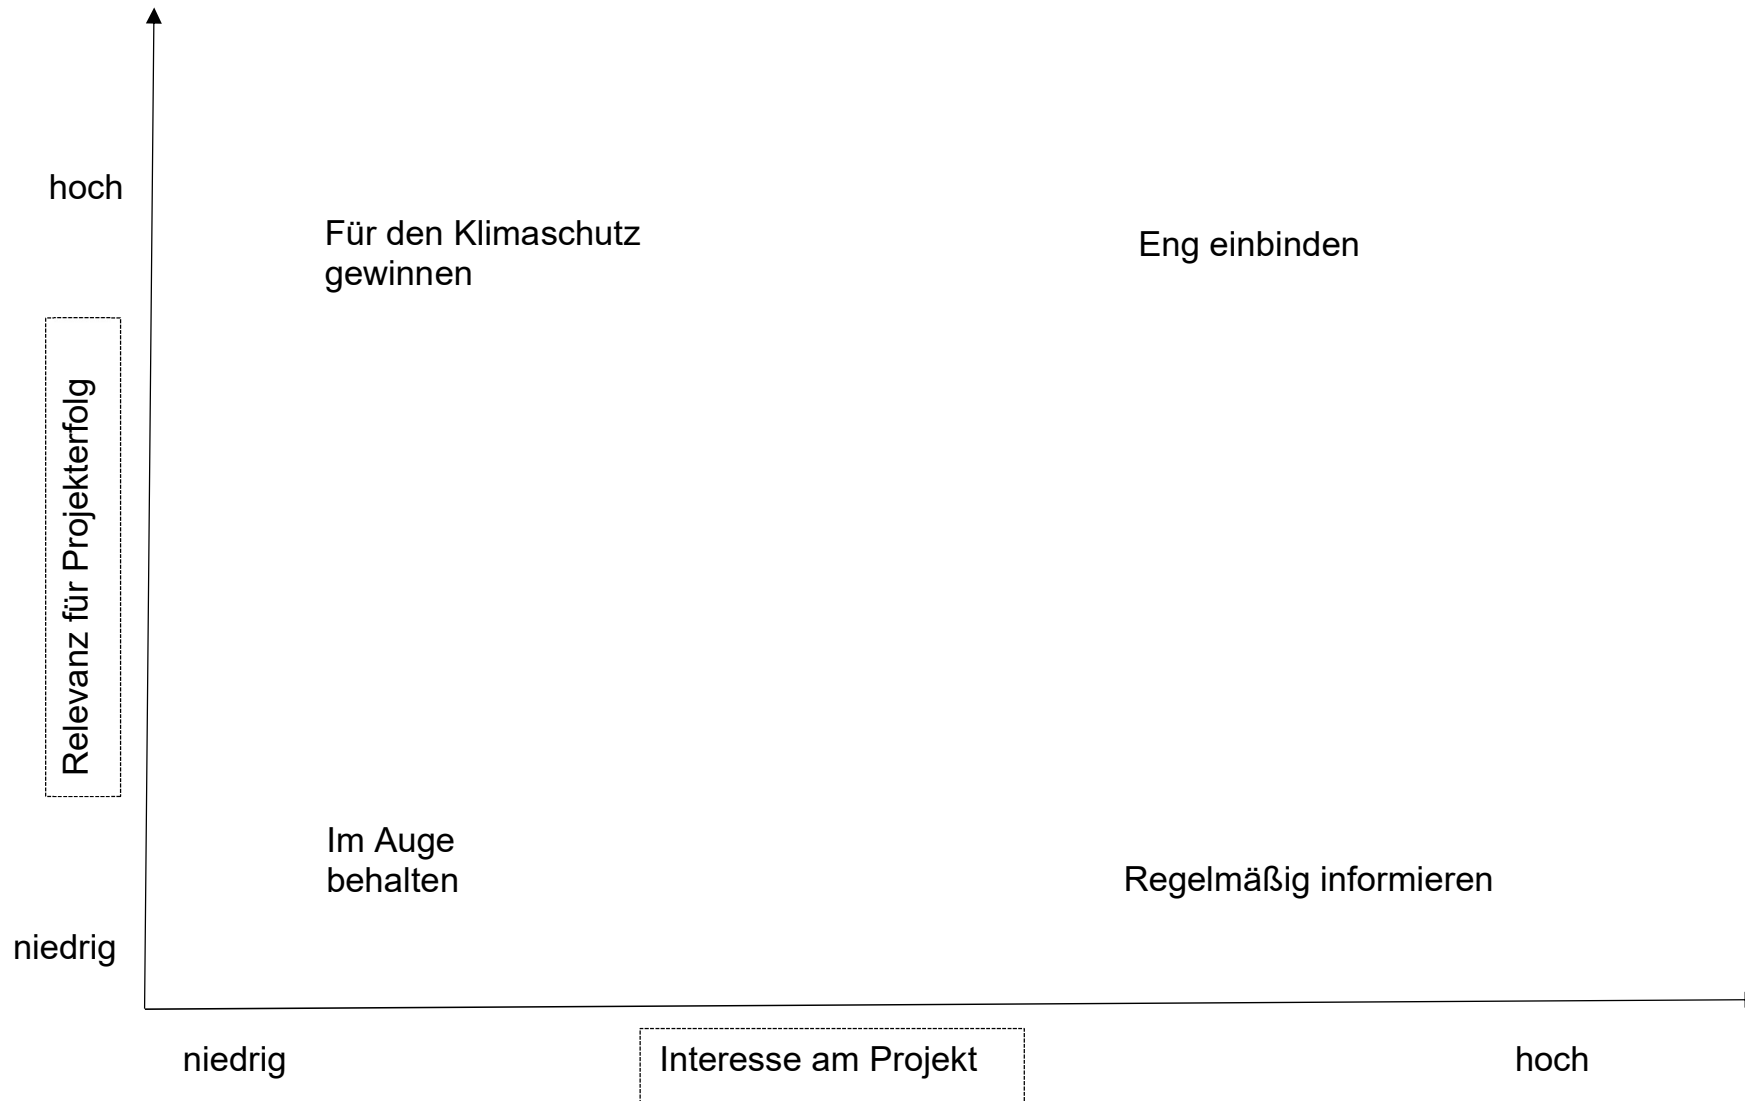 hoch
Für den Klimaschutz
gewinnen
Eng einbinden
Relevanz für Projekterfolg
Im Auge
behalten
Regelmäßig informieren
niedrig
niedrig
Interesse am Projekt
hoch